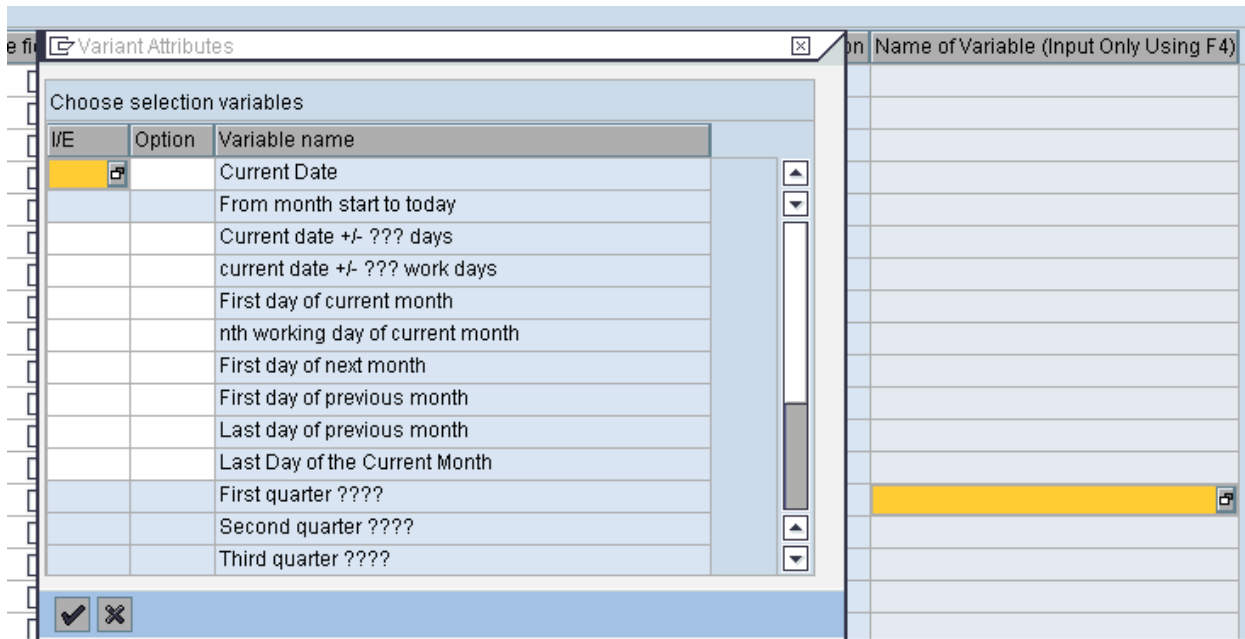 e fi
Variant Attributes
on
Name of Variable (Input Only Using F4)
Choose selection variables
I/E Option Variable name
Current Date
From month start to today
Current date +/- ??? days
current date +/- ??? work days
First day of current month
nth working day of current month
First day of next month
First day of previous month
Last day of previous month
Last Day of the Current Month
First quarter ????
Second quarter ????
Third quarter ????